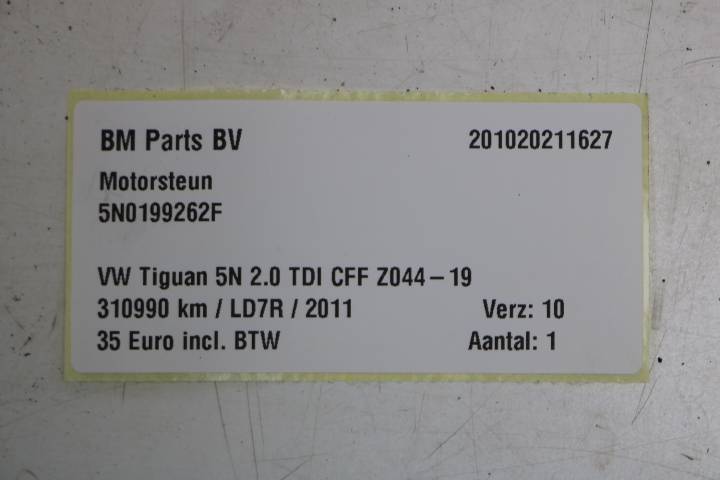 BM Parts BV 201020211627
Motorsteun
5N0199262F
VW Tiguan 5N 2.0 TDI CFF Z044-19
310990 km / LD7R / 2011 Verz: 10
35 Euro incl. BTW Aantal: 1